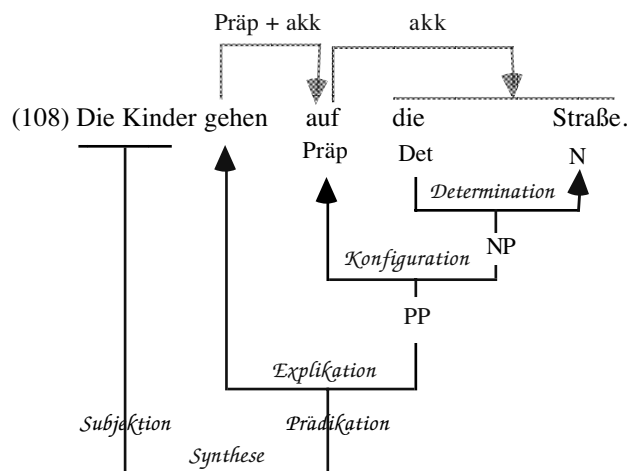 Präp + akk akk
(108) Die Kinder gehen auf die Straße.
Präp Det N
Determination
NP
Konfiguration
PP
Explikation
Subjektion Prädikation
Synthese